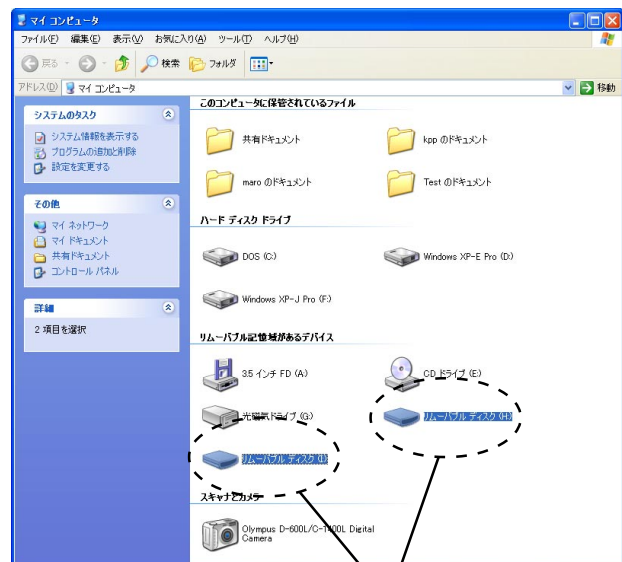 マイ コンピュータ
ファイル(F) 編集(E) 表示(V) お気に入り(A) ツール(T) ヘルプ(H)
戻る 検索 フォルダ
アドレス(D) マイ コンピュータ 移動
システムのタスク
システム情報を表示する
プログラムの追加と削除
設定を変更する
その他
マイ ネットワーク
マイ ドキュメント
共有ドキュメント
コントロール パネル
詳細
2 項目を選択
このコンピュータに保管されているファイル
共有ドキュメント kpp のドキュメント
maro のドキュメント Test のドキュメント
ハード ディスク ドライブ
DOS (C:) Windows XP-E Pro (D:)
Windows XP-J Pro (F:)
リムーバブル記憶域があるデバイス
3.5 インチ FD (A:) CD ドライブ (E:)
光磁気ドライブ (G:) リムーバブル ディスク (H:)
リムーバブル ディスク (I:)
スキャナとカメラ
Olympus D-600L/C-1400L Digital
Camera